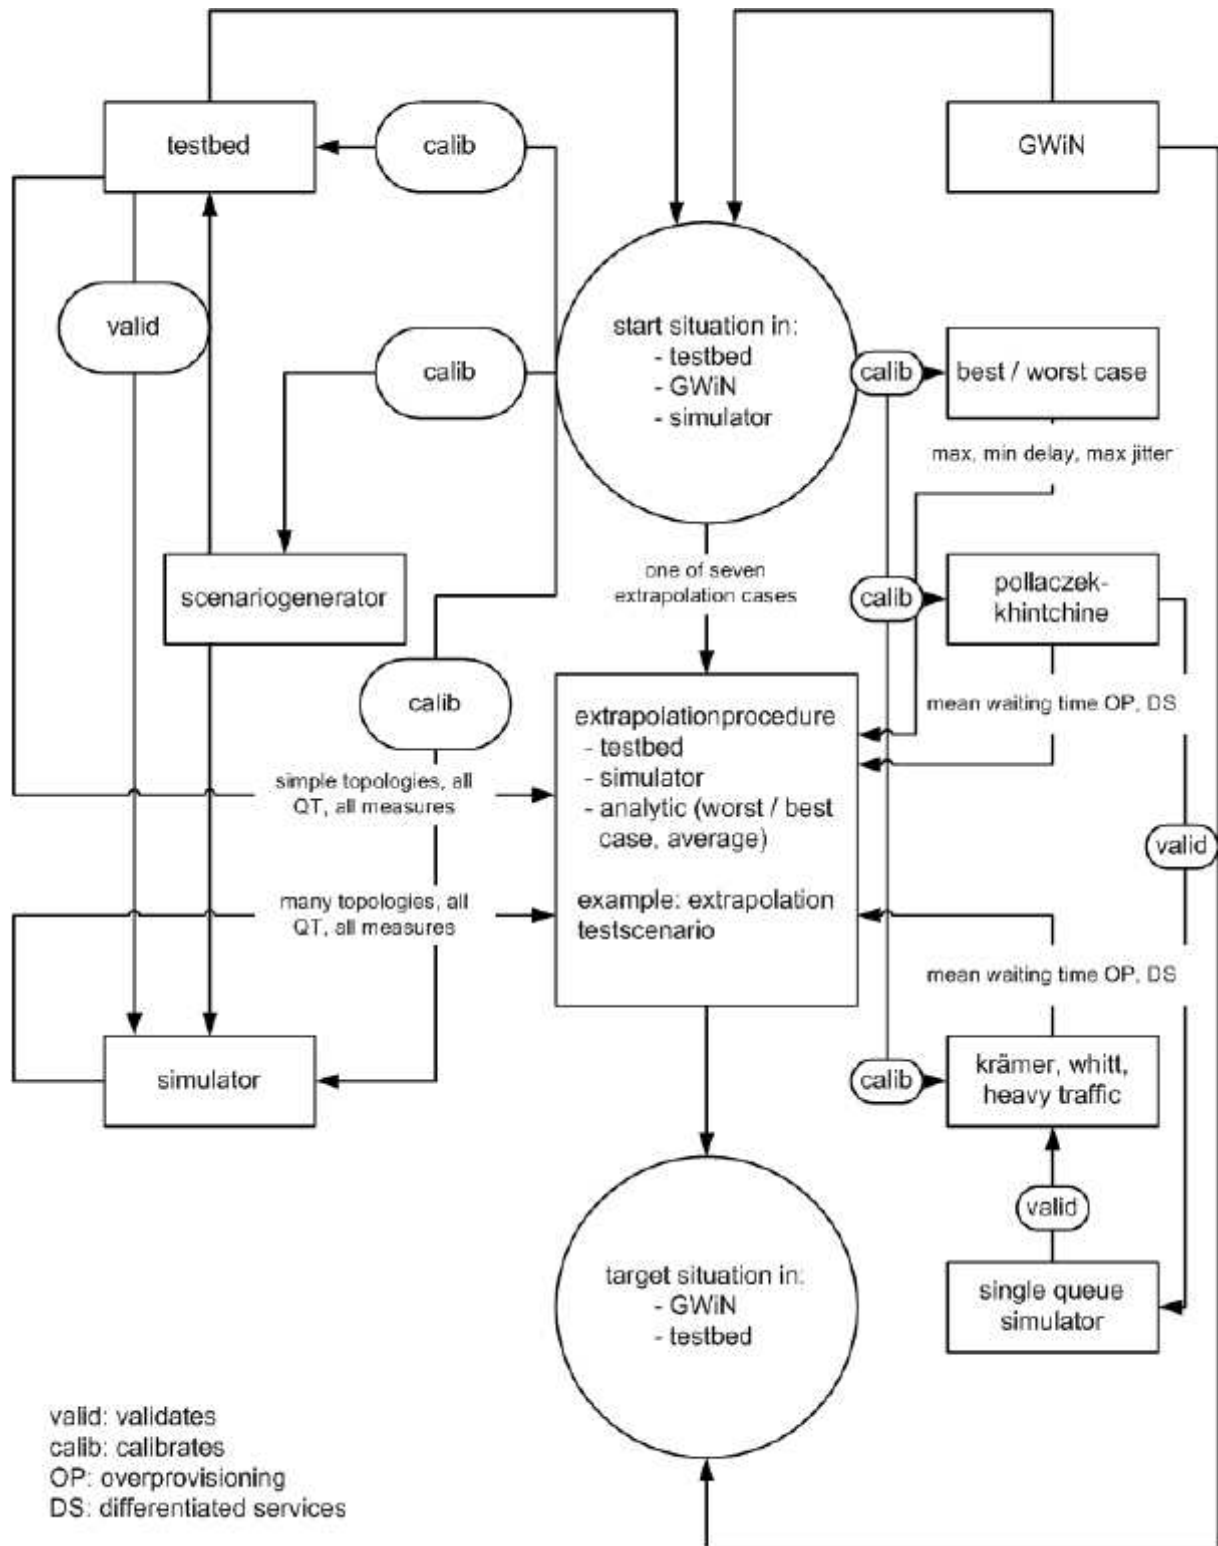 testbed
calib
GWiN
valid
calib
start situation in:
- testbed
- GWiN
- simulator
calib
best / worst case
max, min delay, max jitter
scenariogenerator
one of seven
extrapolation cases
calib
pollaczek-
khintchine
calib
mean waiting time OP, DS
extrapolationprocedure
- testbed
- simulator
- analytic (worst / best
case, average)
example: extrapolation
testscenario
simple topologies, all
QT, all measures
valid
many topologies, all
QT, all measures
mean waiting time OP, DS
simulator
calib
krämer, whitt,
heavy traffic
valid
target situation in:
- GWiN
- testbed
single queue
simulator
valid: validates
calib: calibrates
OP: overprovisioning
DS: differentiated services